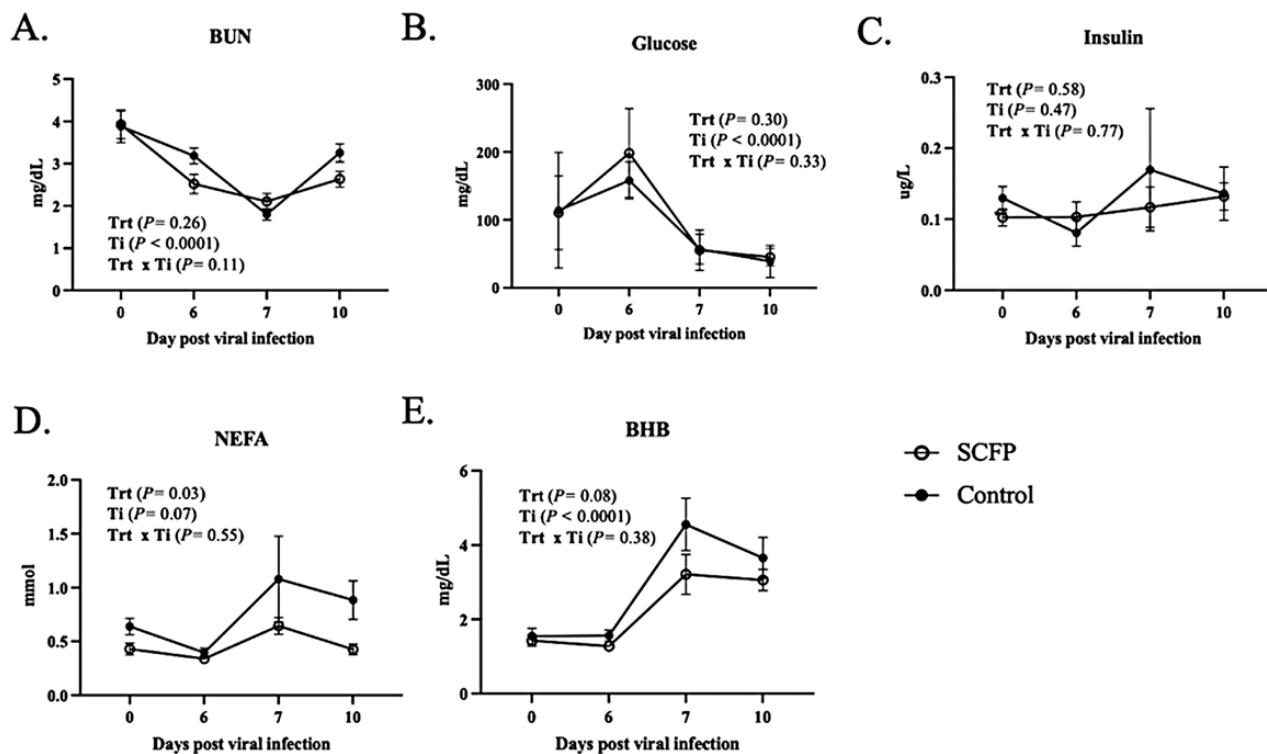 A.
BUN
mg/dL
5
4
3
2
1
0
Trt (P= 0.26)
Ti (P < 0.0001)
Trt x Ti (P= 0.11)
0 6 7 10
Day post viral infection
B.
Glucose
mg/dL
300
200
100
0
Trt (P= 0.30)
Ti (P < 0.0001)
Trt x Ti (P= 0.33)
0 6 7 10
Day post viral infection
C.
Insulin
ug/L
0.3
0.2
0.1
0.0
Trt (P= 0.58)
Ti (P= 0.47)
Trt x Ti (P= 0.77)
0 6 7 10
Days post viral infection
D.
NEFA
mmol
2.0
1.5
1.0
0.5
0.0
Trt (P= 0.03)
Ti (P= 0.07)
Trt x Ti (P= 0.55)
0 6 7 10
Days post viral infection
E.
BHB
mg/dL
6
4
2
0
Trt (P= 0.08)
Ti (P < 0.0001)
Trt x Ti (P= 0.38)
0 6 7 10
Days post viral infection
SCFP
Control